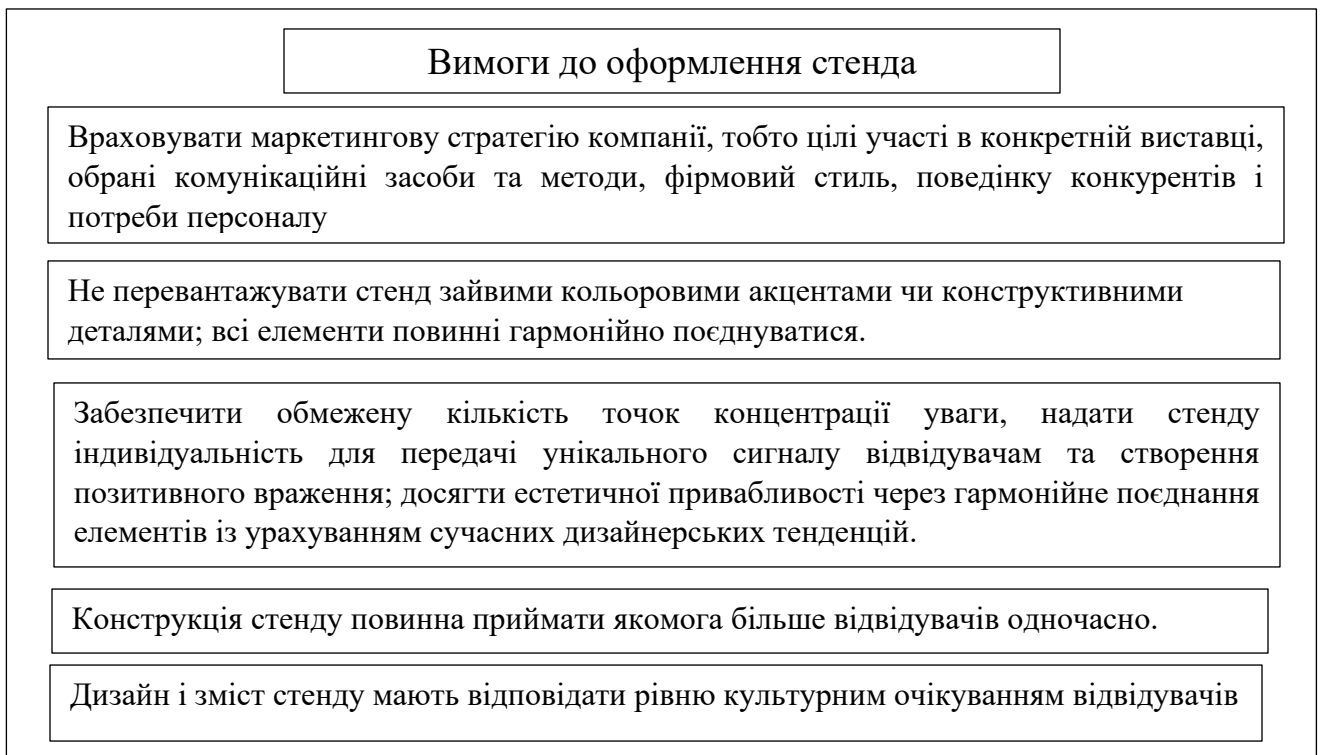 Вимоги до оформлення стенда
Враховувати маркетингову стратегію компанії, тобто цілі участі в конкретній виставці,
обрані комунікаційні засоби та методи, фірмовий стиль, поведінку конкурентів і
потреби персоналу
Не перевантажувати стенд зайвими кольоровими акцентами чи конструктивними
деталями; всі елементи повинні гармонійно поєднуватися.
Забезпечити обмежену кількість точок концентрації уваги, надати стенду
індивідуальність для передачі унікального сигналу відвідувачам та створення
позитивного враження; досягти естетичної привабливості через гармонійне поєднання
елементів із урахуванням сучасних дизайнерських тенденцій.
Конструкція стенду повинна приймати якомога більше відвідувачів одночасно.
Дизайн і зміст стенду мають відповідати рівню культурним очікуванням відвідувачів